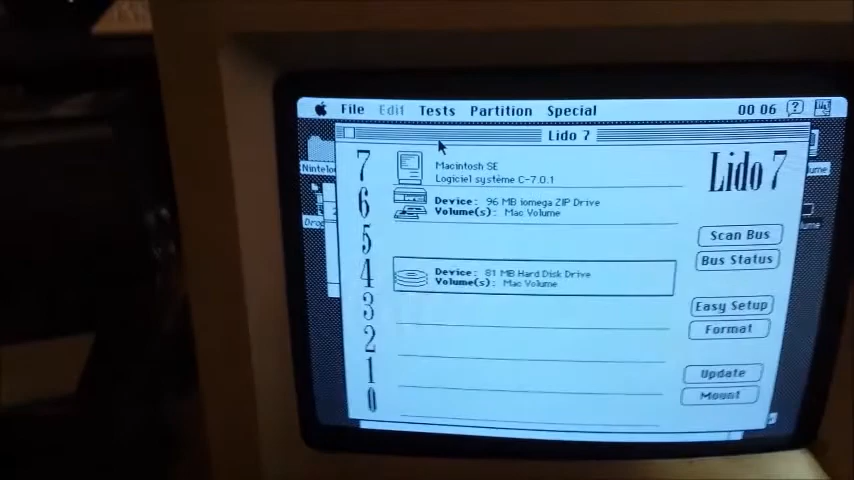 File Edit Tests Partition Special 00 06
Lido 7
7 Macintosh SE
Logiciel système C-7.0.1
Lido 7
6 Device: 96 MB iomega ZIP Drive
Volume(s): Mac Volume
5
Scan Bus
Bus Status
4 Device: 81 MB Hard Disk Drive
Volume(s): Mac Volume
3
Easy Setup
Format
2
1
Update
Mount
0